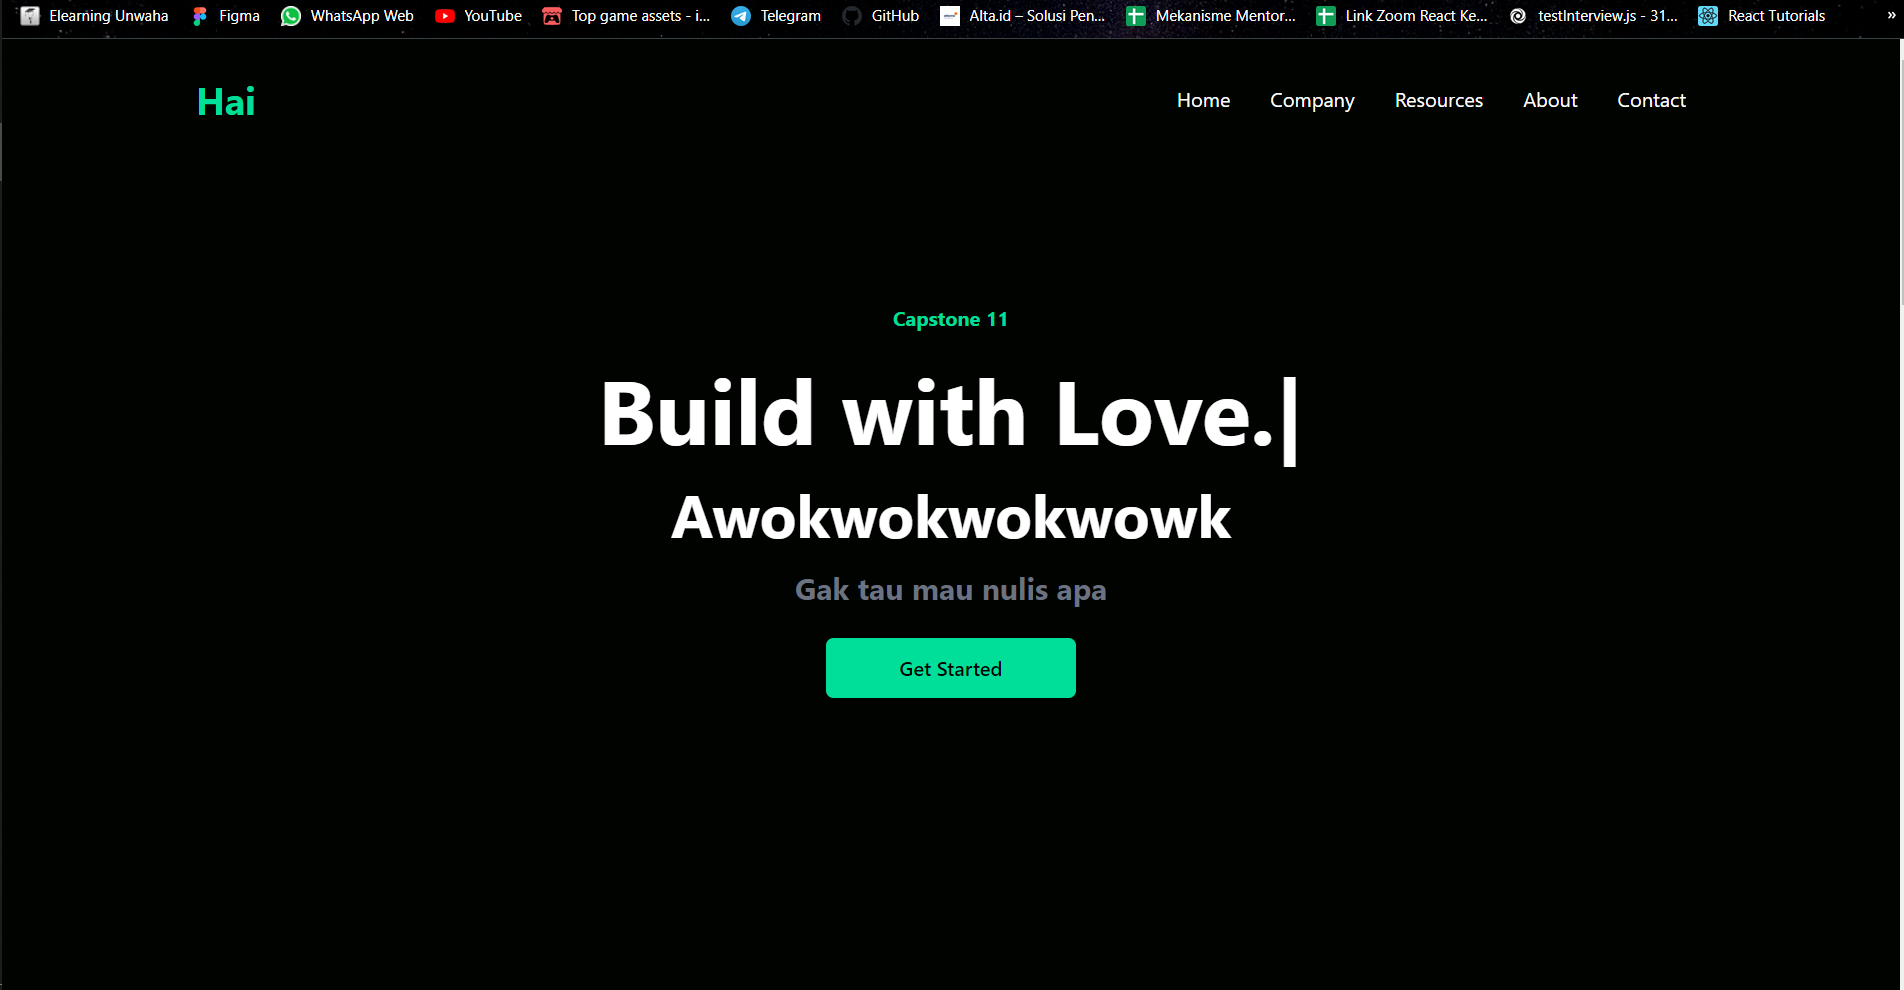 Elearning Unwaha Figma WhatsApp Web YouTube Top game assets - i... Telegram GitHub Alta.id – Solusi Pen... Mekanisme Mentor... Link Zoom React Ke... testInterview.js - 31... React Tutorials »
Hai Home Company Resources About Contact
Capstone 11
Build with Love.|
Awokwokwokwowk
Gak tau mau nulis apa
Get Started